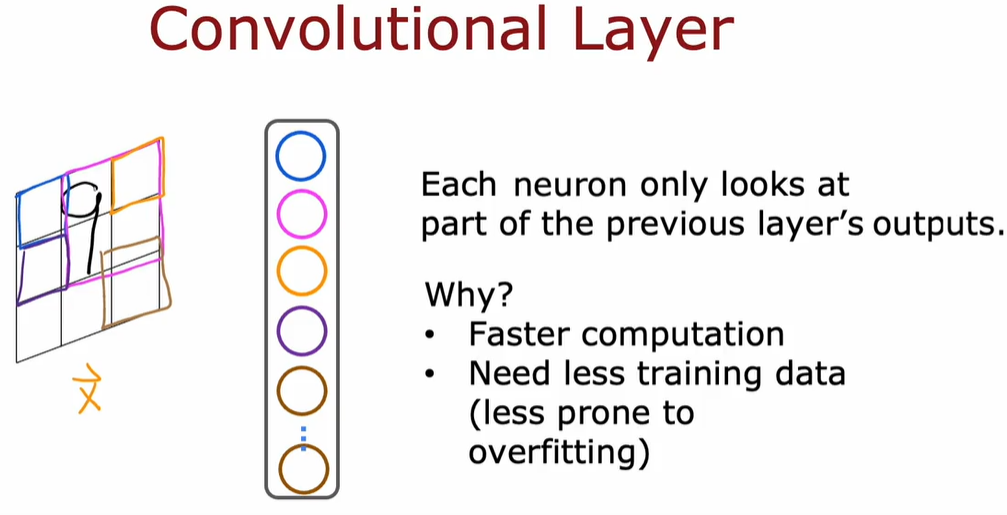 Convolutional Layer
9
Each neuron only looks at
part of the previous layer’s outputs.
Why?
• Faster computation
• Need less training data
(less prone to
overfitting)
x⃗